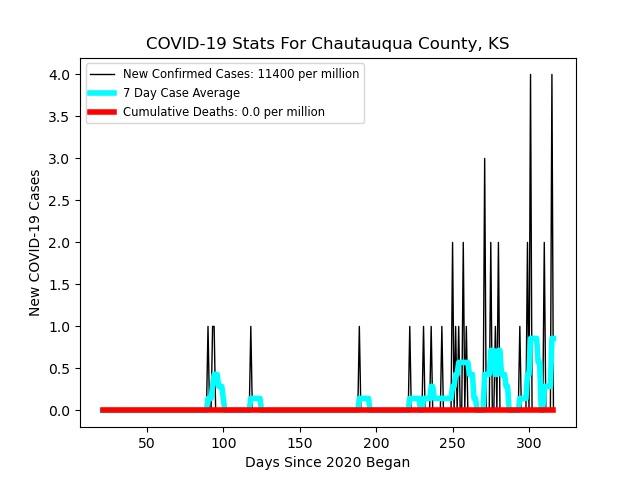 COVID-19 Stats For Chautauqua County, KS
New Confirmed Cases: 11400 per million
7 Day Case Average
Cumulative Deaths: 0.0 per million
4.0
3.5
3.0
2.5
2.0
1.5
1.0
0.5
0.0
New COVID-19 Cases
50 100 150 200 250 300
Days Since 2020 Began